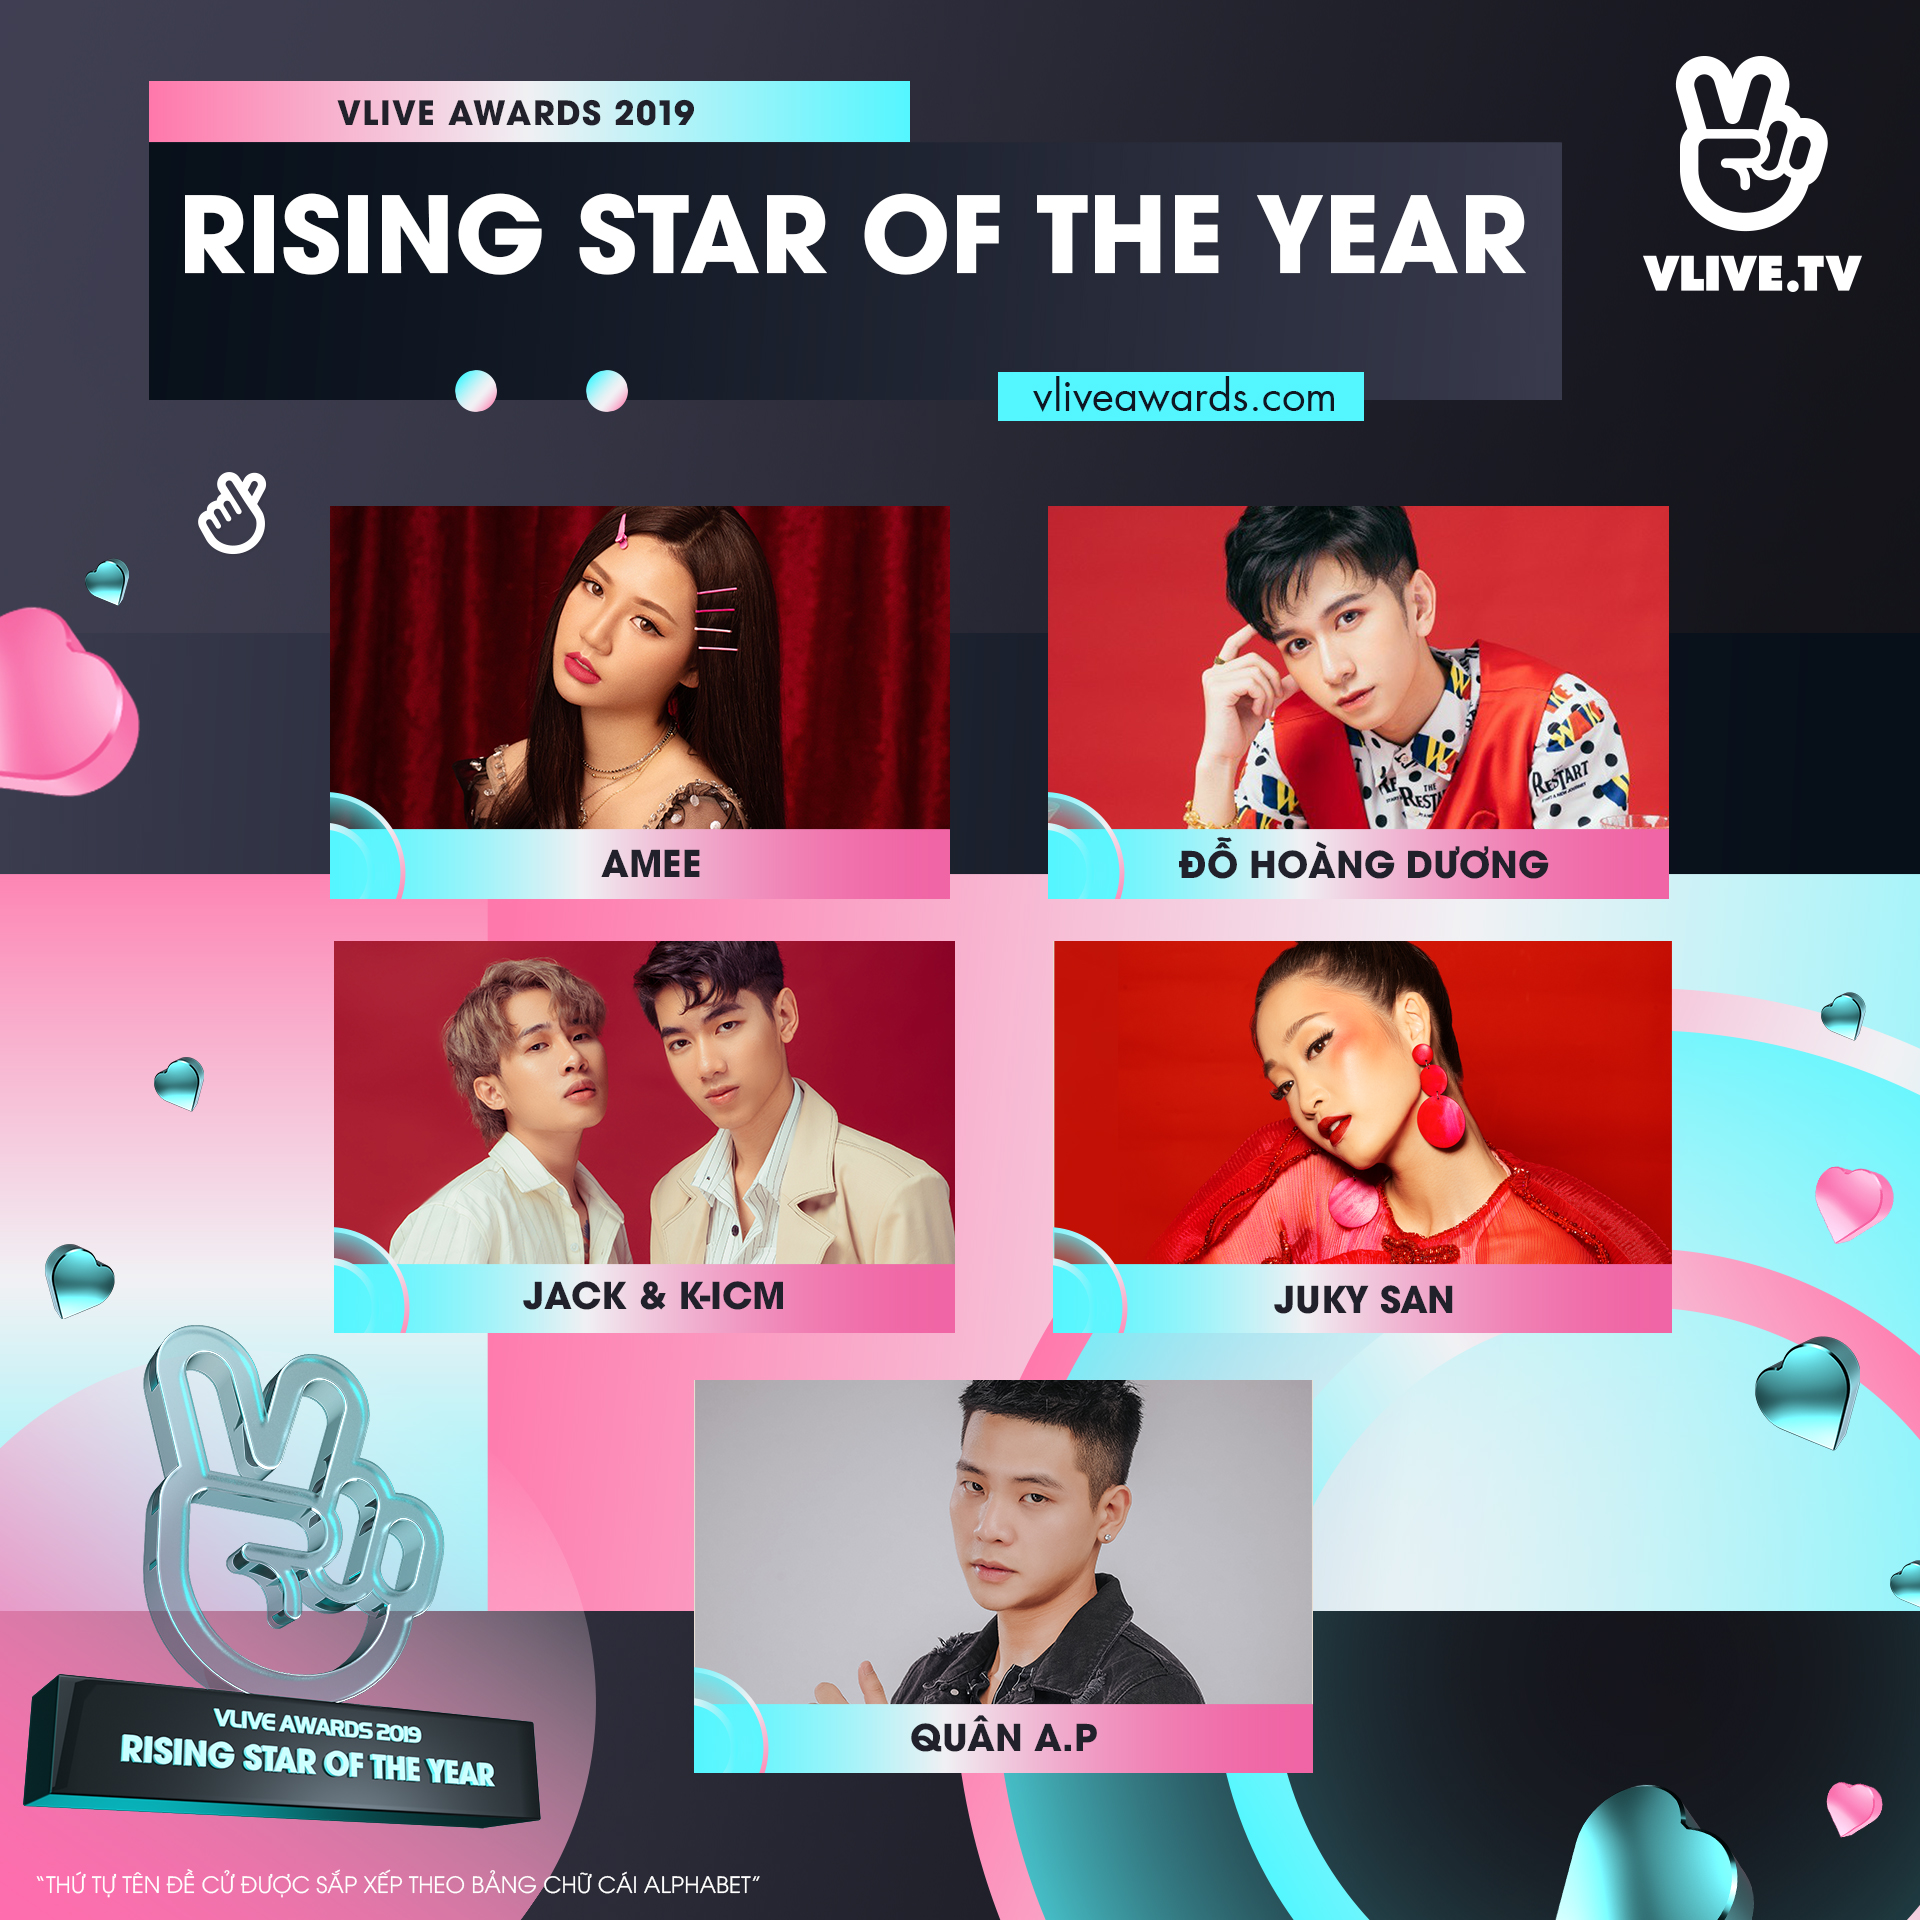 VLIVE AWARDS 2019
RISING STAR OF THE YEAR
VLIVE.TV
vliveawards.com
AMEE
ĐỖ HOÀNG DƯƠNG
RESTART
JACK & K-ICM
JUKY SAN
QUÂN A.P
VLIVE AWARDS 2019
RISING STAR OF THE YEAR
“THỨ TỰ TÊN ĐỀ CỬ ĐƯỢC SẮP XẾP THEO BẢNG CHỮ CÁI ALPHABET”